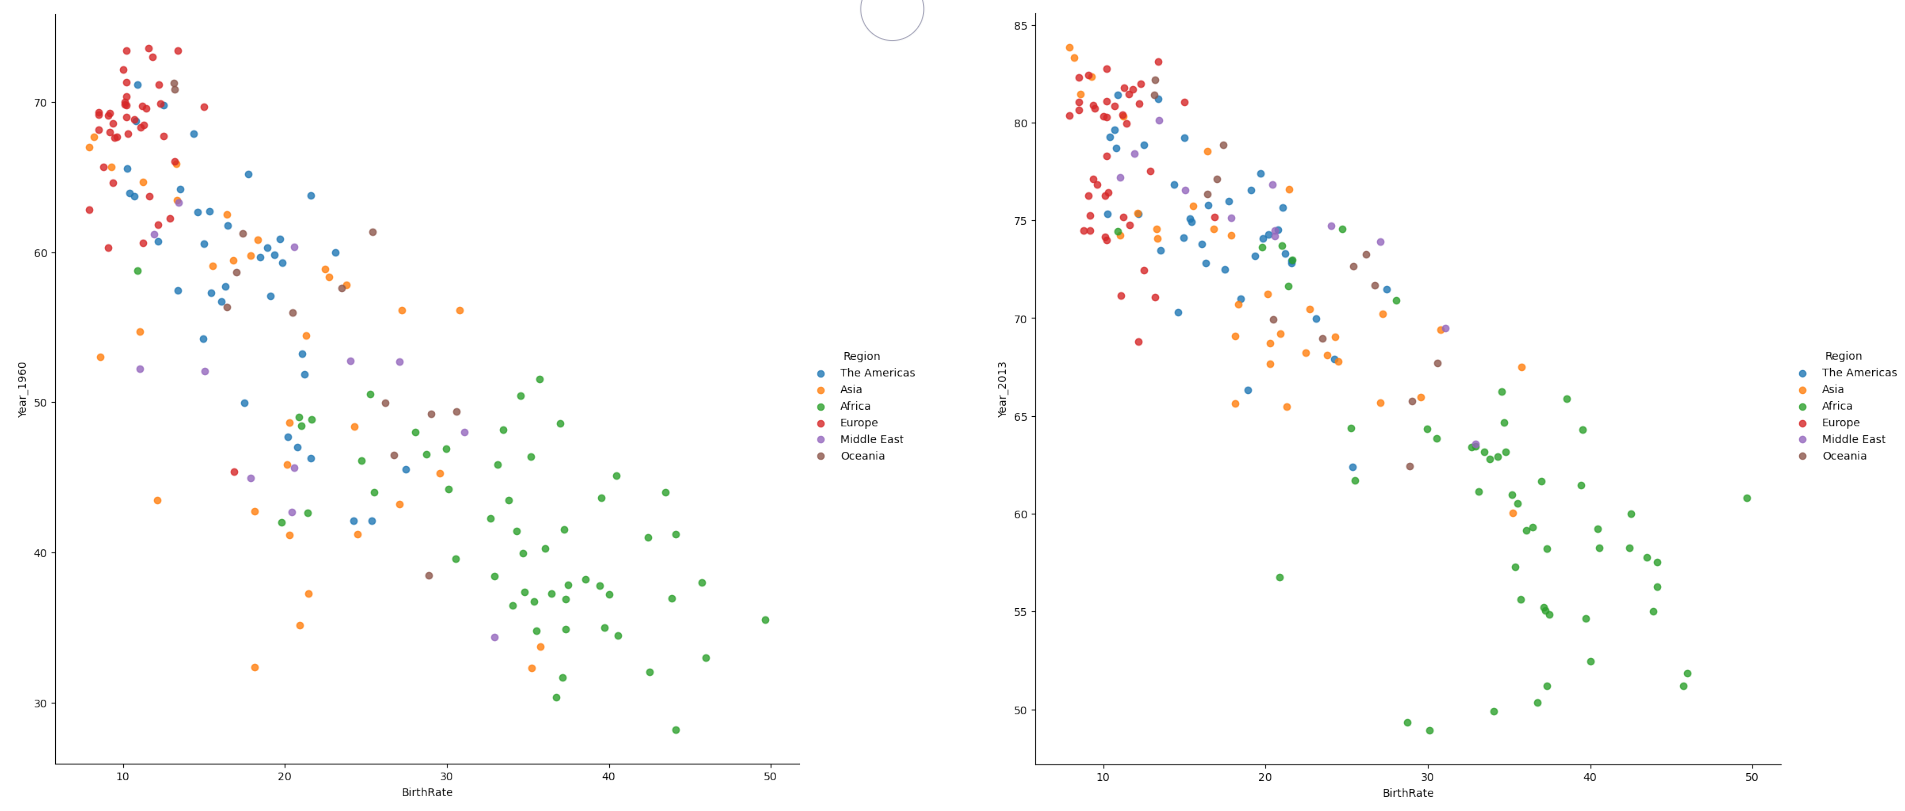 70
60
50
40
30
Year_1960
10 20 30 40 50
BirthRate
Region
The Americas
Asia
Africa
Europe
Middle East
Oceania
85
80
75
70
65
60
55
50
Year_2013
10 20 30 40 50
BirthRate
Region
The Americas
Asia
Africa
Europe
Middle East
Oceania